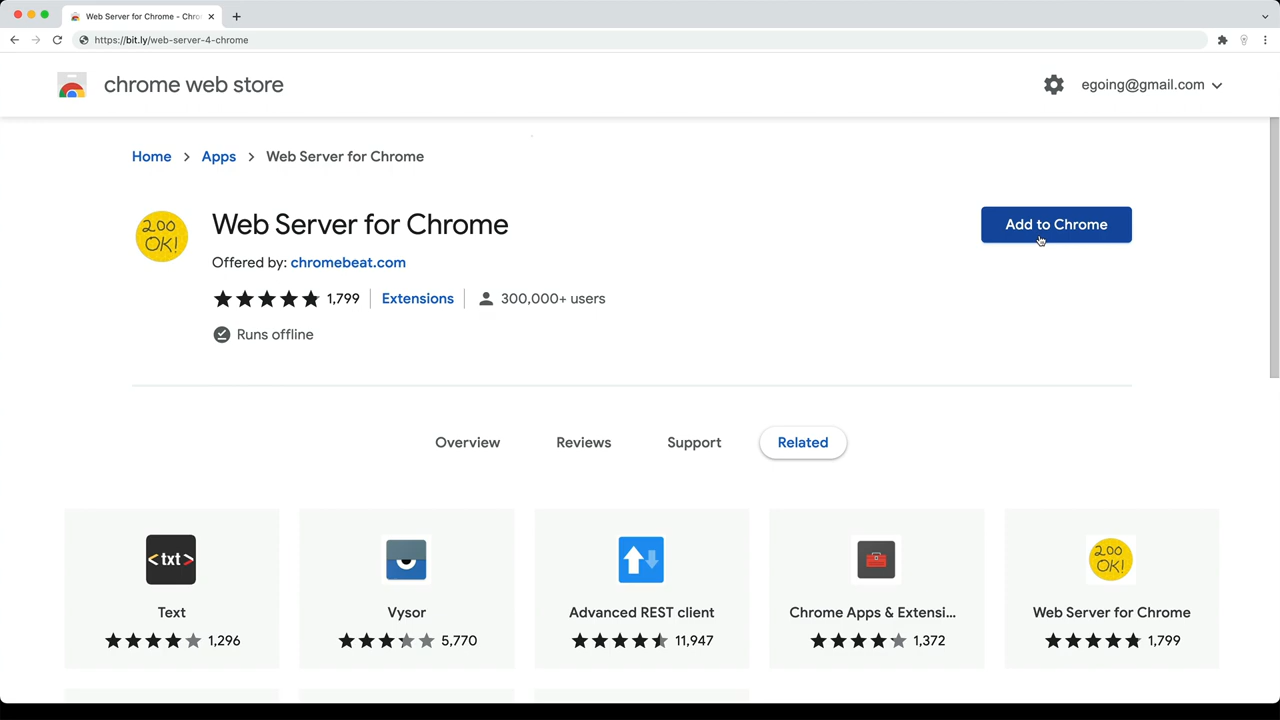 Web Server for Chrome - Chro
https://bit.ly/web-server-4-chrome
chrome web store
egoing@gmail.com
Home > Apps > Web Server for Chrome
200 OK!
Web Server for Chrome
Add to Chrome
Offered by: chromebeat.com
1,799
Extensions
300,000+ users
Runs offline
Overview
Reviews
Support
Related
<txt>
200 OK!
Text
Vysor
Advanced REST client
Chrome Apps & Extensi...
Web Server for Chrome
1,296
5,770
11,947
1,372
1,799